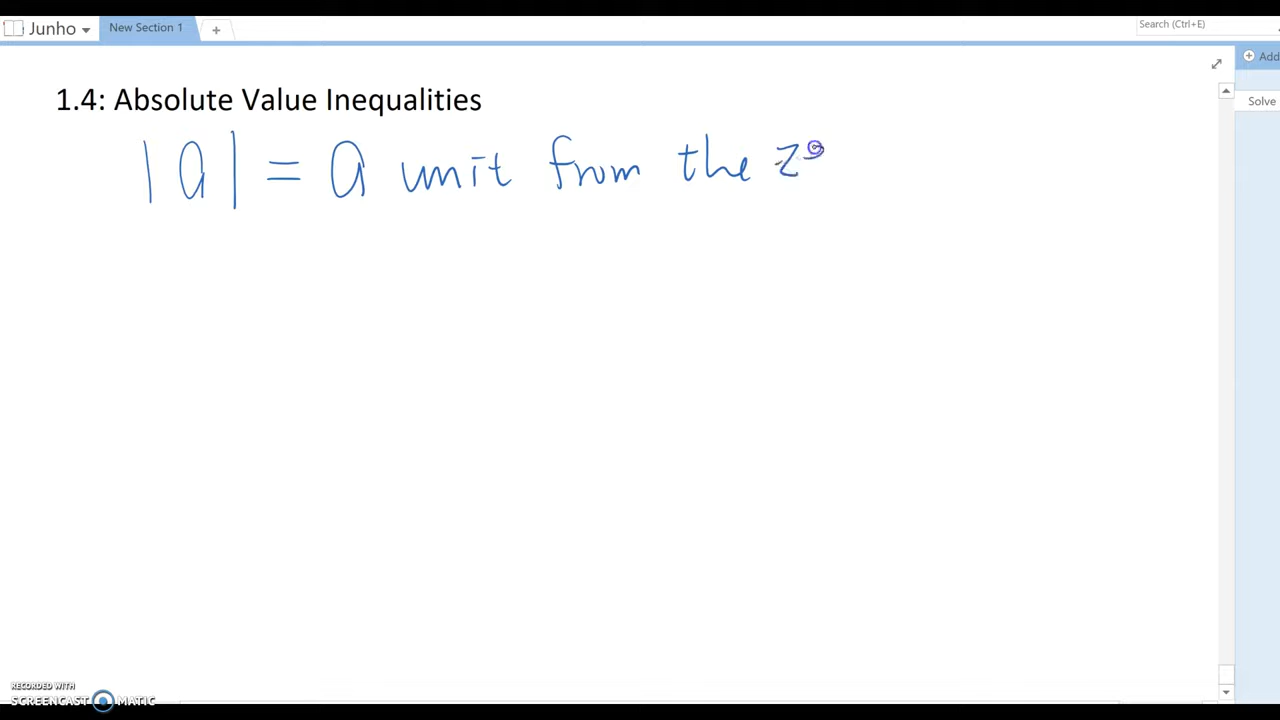 Junho
New Section 1
+
Search (Ctrl+E)
Add
1.4: Absolute Value Inequalities
Solve
|a| = a unit from the
RECORDED WITH
SCREENCAST MATIC